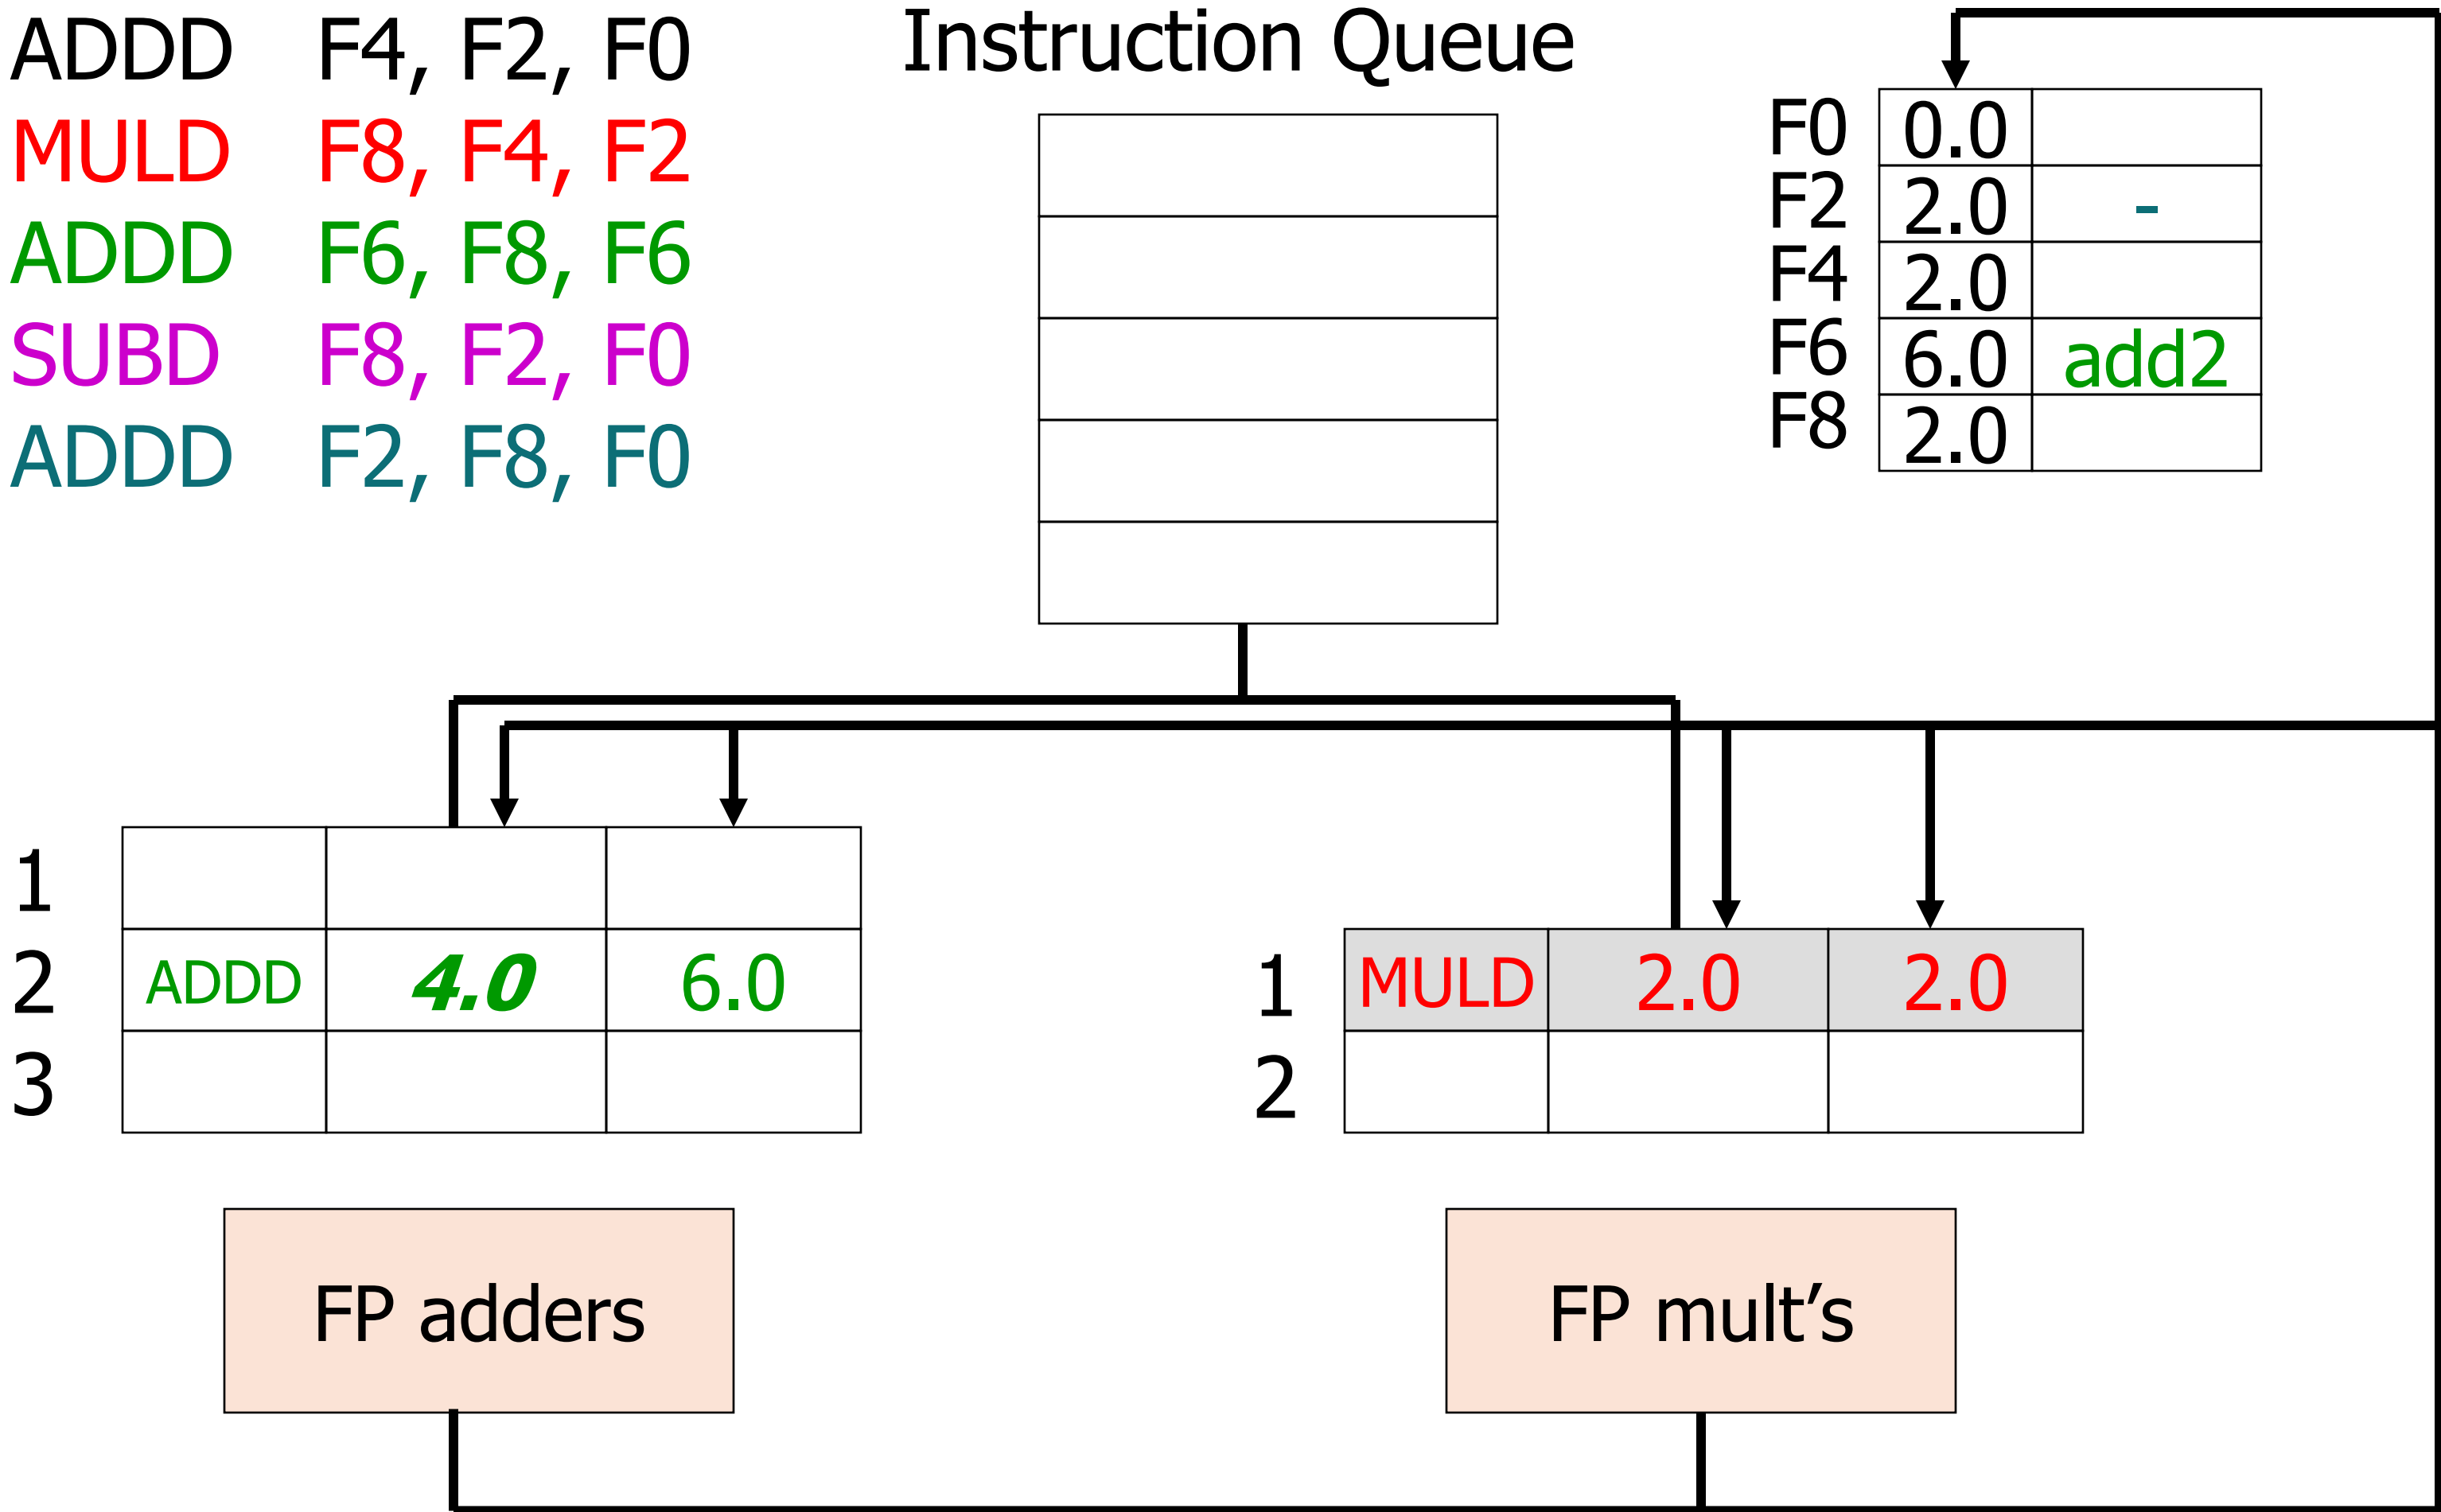 ADDD F4, F2, F0
MULD F8, F4, F2
ADDD F6, F8, F6
SUBD F8, F2, F0
ADDD F2, F8, F0
Instruction Queue
F0 0.0
F2 2.0 -
F4 2.0
F6 6.0 add2
F8 2.0
1
2 ADDD 4.0 6.0
3
1 MULD 2.0 2.0
2
FP adders
FP mult’s